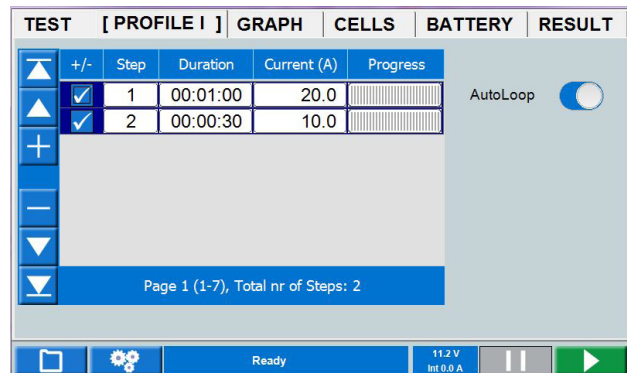 TEST [ PROFILE I ] GRAPH CELLS BATTERY RESULT
+/- Step Duration Current (A) Progress
1 00:01:00 20.0
AutoLoop
2 00:00:30 10.0
Page 1 (1-7), Total nr of Steps: 2
Ready
11.2 V
Int 0.0 A